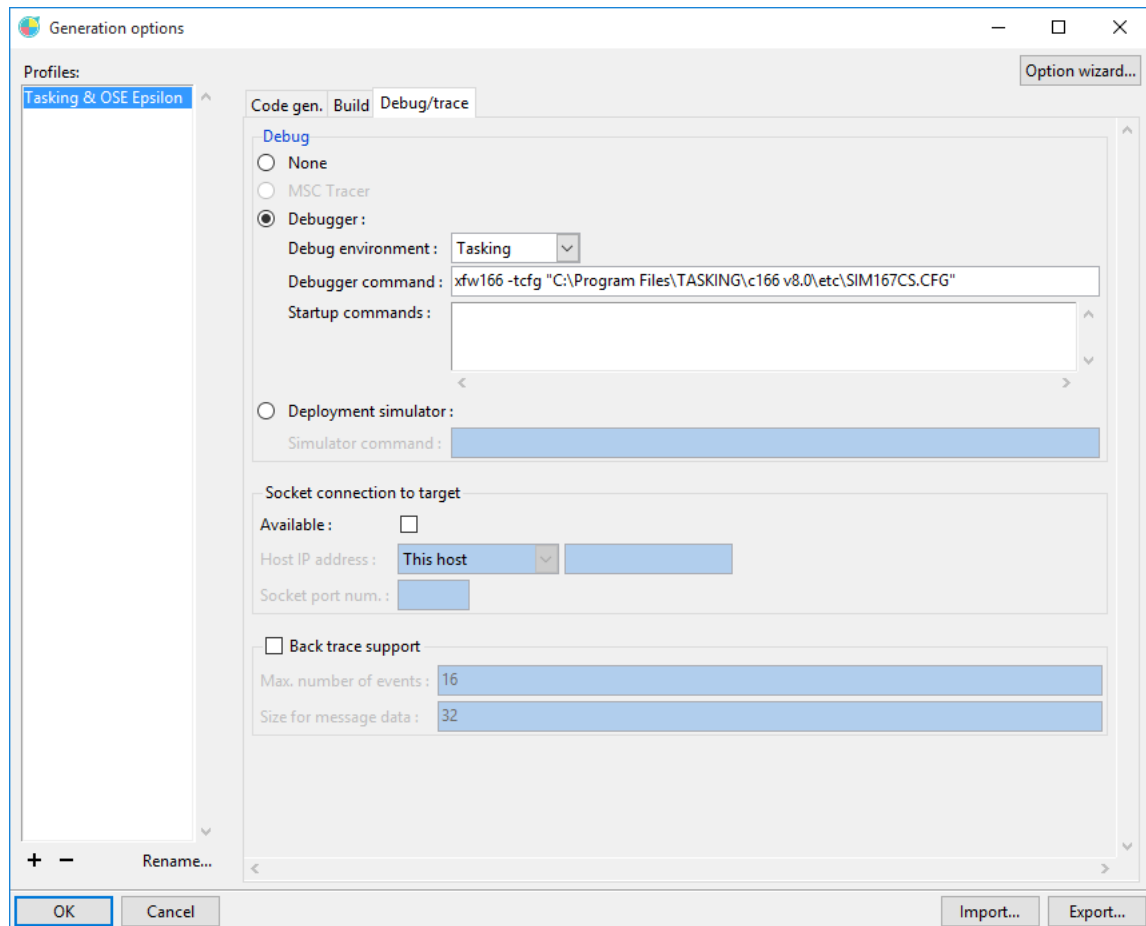 Generation options
Profiles:
Option wizard...
Tasking & OSE Epsilon
Code gen. Build Debug/trace
Debug
None
MSC Tracer
Debugger :
Debug environment : Tasking
Debugger command : xfw166 -tcfg "C:\Program Files\TASKING\c166 v8.0\etc\SIM167CS.CFG"
Startup commands :
Deployment simulator :
Simulator command :
Socket connection to target
Available :
Host IP address : This host
Socket port num. :
Back trace support
Max. number of events : 16
Size for message data : 32
+ − Rename...
OK Cancel Import... Export...